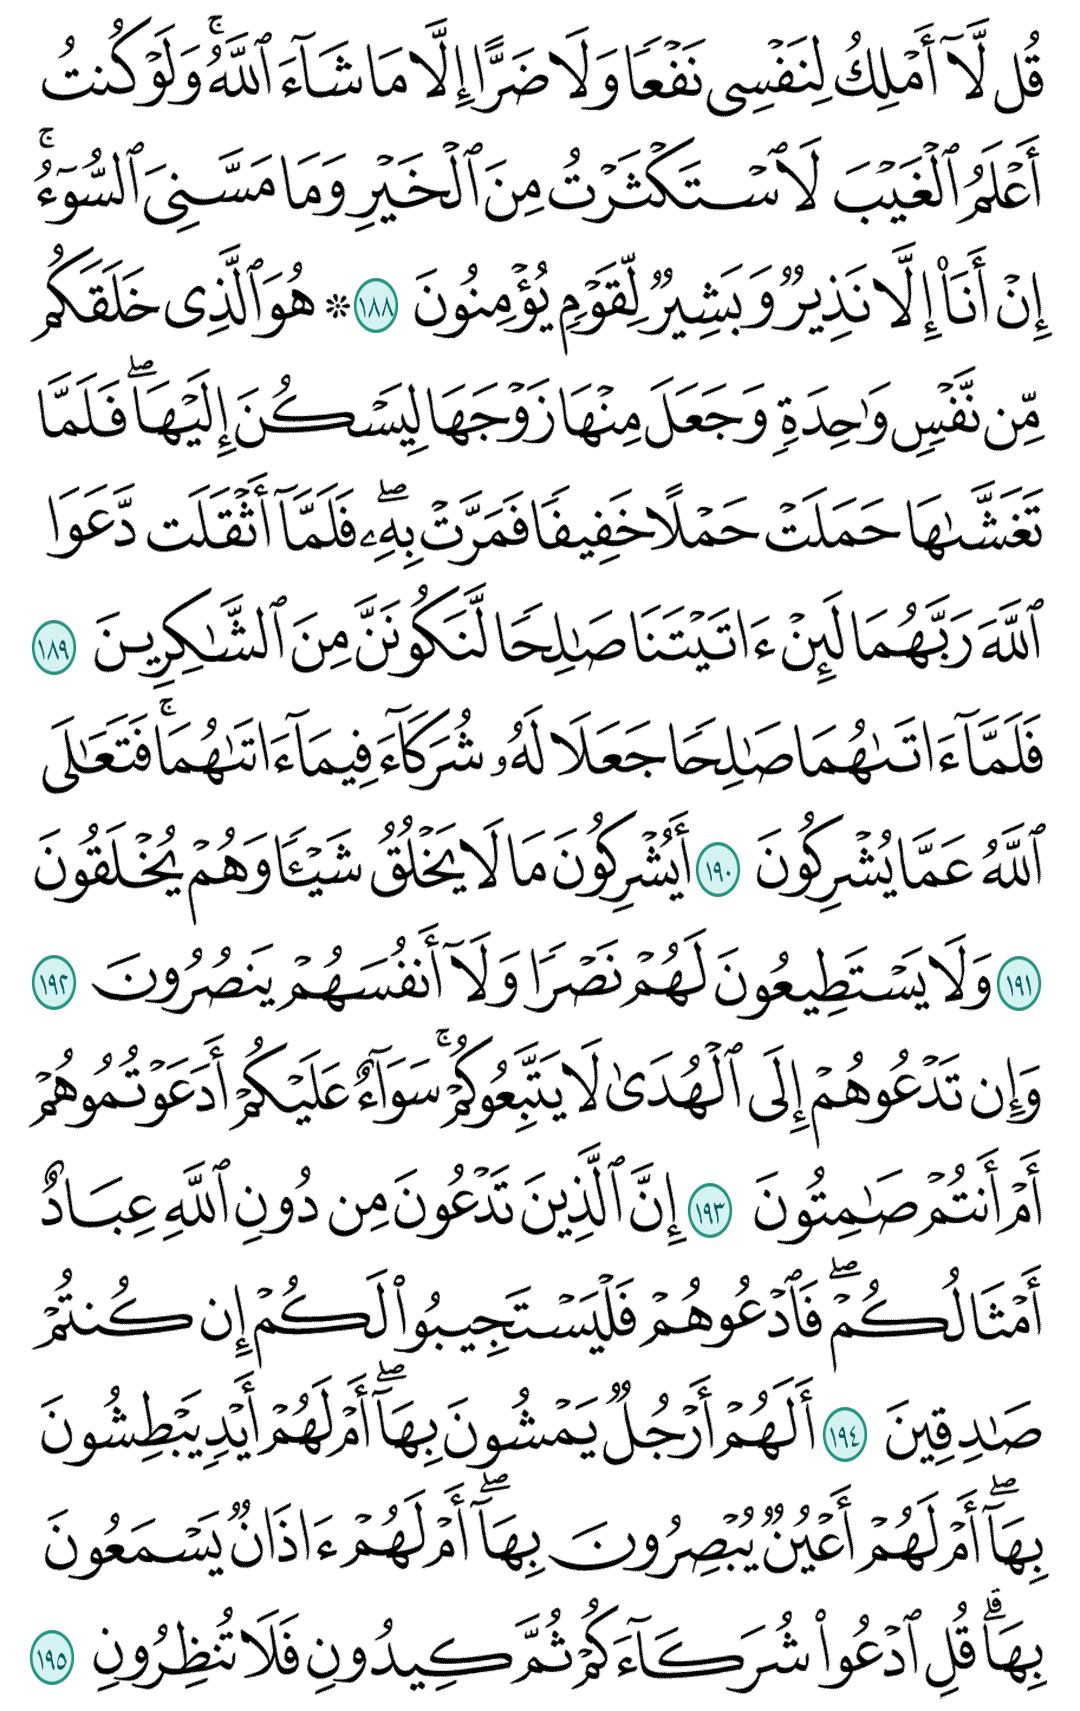 قُل لَّآ أَمْلِكُ لِنَفْسِى نَفْعًا وَلَا ضَرًّا إِلَّا مَا شَآءَ ٱللَّهُ ۚ وَلَوْ كُنتُ
أَعْلَمُ ٱلْغَيْبَ لَٱسْتَكْثَرْتُ مِنَ ٱلْخَيْرِ وَمَا مَسَّنِىَ ٱلسُّوٓءُ ۚ
إِنْ أَنَا۠ إِلَّا نَذِيرٌ وَبَشِيرٌ لِّقَوْمٍ يُؤْمِنُونَ ١٨٨ ۞ هُوَ ٱلَّذِى خَلَقَكُم
مِّن نَّفْسٍ وَٰحِدَةٍ وَجَعَلَ مِنْهَا زَوْجَهَا لِيَسْكُنَ إِلَيْهَا ۖ فَلَمَّا
تَغَشَّىٰهَا حَمَلَتْ حَمْلًا خَفِيفًا فَمَرَّتْ بِهِۦ ۖ فَلَمَّآ أَثْقَلَت دَّعَوَا
ٱللَّهَ رَبَّهُمَا لَئِنْ ءَاتَيْتَنَا صَٰلِحًا لَّنَكُونَنَّ مِنَ ٱلشَّٰكِرِينَ ١٨٩
فَلَمَّآ ءَاتَىٰهُمَا صَٰلِحًا جَعَلَا لَهُۥ شُرَكَآءَ فِيمَآ ءَاتَىٰهُمَا ۚ فَتَعَٰلَى
ٱللَّهُ عَمَّا يُشْرِكُونَ ١٩٠ أَيُشْرِكُونَ مَا لَا يَخْلُقُ شَيْـًٔا وَهُمْ يُخْلَقُونَ
١٩١ وَلَا يَسْتَطِيعُونَ لَهُمْ نَصْرًا وَلَآ أَنفُسَهُمْ يَنصُرُونَ ١٩٢
وَإِن تَدْعُوهُمْ إِلَى ٱلْهُدَىٰ لَا يَتَّبِعُوكُمْ ۚ سَوَآءٌ عَلَيْكُمْ أَدَعَوْتُمُوهُمْ
أَمْ أَنتُمْ صَٰمِتُونَ ١٩٣ إِنَّ ٱلَّذِينَ تَدْعُونَ مِن دُونِ ٱللَّهِ عِبَادٌ
أَمْثَالُكُمْ ۖ فَٱدْعُوهُمْ فَلْيَسْتَجِيبُوا۟ لَكُمْ إِن كُنتُمْ
صَٰدِقِينَ ١٩٤ أَلَهُمْ أَرْجُلٌ يَمْشُونَ بِهَآ ۖ أَمْ لَهُمْ أَيْدٍ يَبْطِشُونَ
بِهَآ ۖ أَمْ لَهُمْ أَعْيُنٌ يُبْصِرُونَ بِهَآ ۖ أَمْ لَهُمْ ءَاذَانٌ يَسْمَعُونَ
بِهَا ۗ قُلِ ٱدْعُوا۟ شُرَكَآءَكُمْ ثُمَّ كِيدُونِ فَلَا تُنظِرُونِ ١٩٥